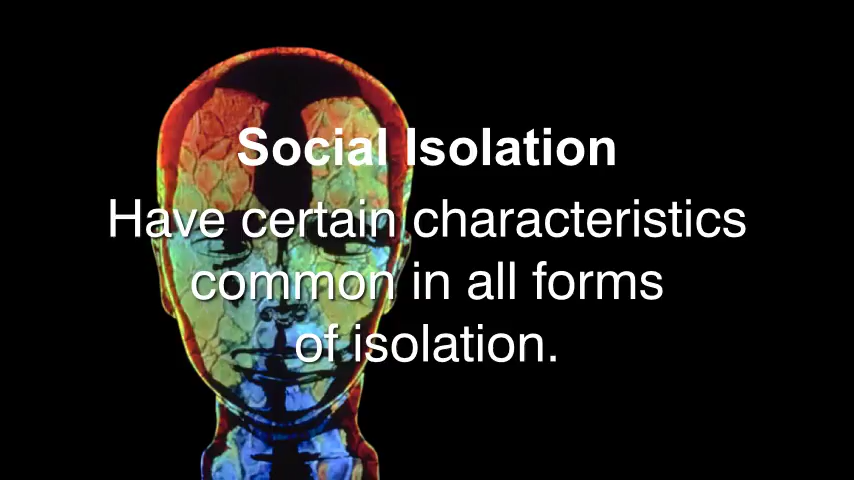 Social Isolation
Have certain characteristics
common in all forms
of isolation.